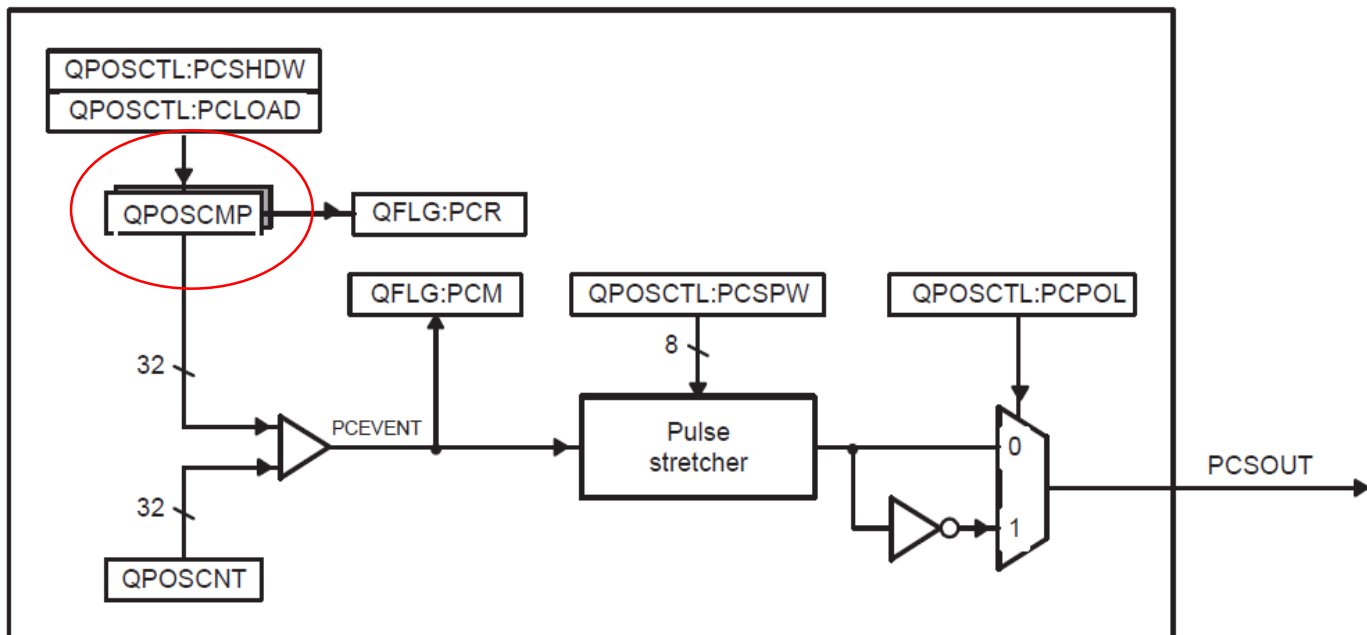 QPOSCTL:PCSHDW
QPOSCTL:PCLOAD
QPOSCMP
QFLG:PCR
QFLG:PCM
QPOSCTL:PCSPW
QPOSCTL:PCPOL
32
8
PCEVENT
Pulse
stretcher
0
PCSOUT
32
1
QPOSCNT